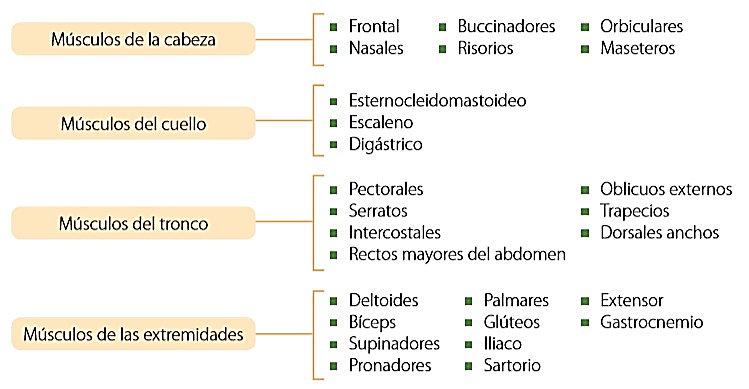 Músculos de la cabeza
Frontal
Nasales
Buccinadores
Risorios
Orbiculares
Maseteros
Músculos del cuello
Esternocleidomastoideo
Escaleno
Digástrico
Músculos del tronco
Pectorales
Serratos
Intercostales
Rectos mayores del abdomen
Oblicuos externos
Trapecios
Dorsales anchos
Músculos de las extremidades
Deltoides
Bíceps
Supinadores
Pronadores
Palmares
Glúteos
Iliaco
Sartorio
Extensor
Gastrocnemio